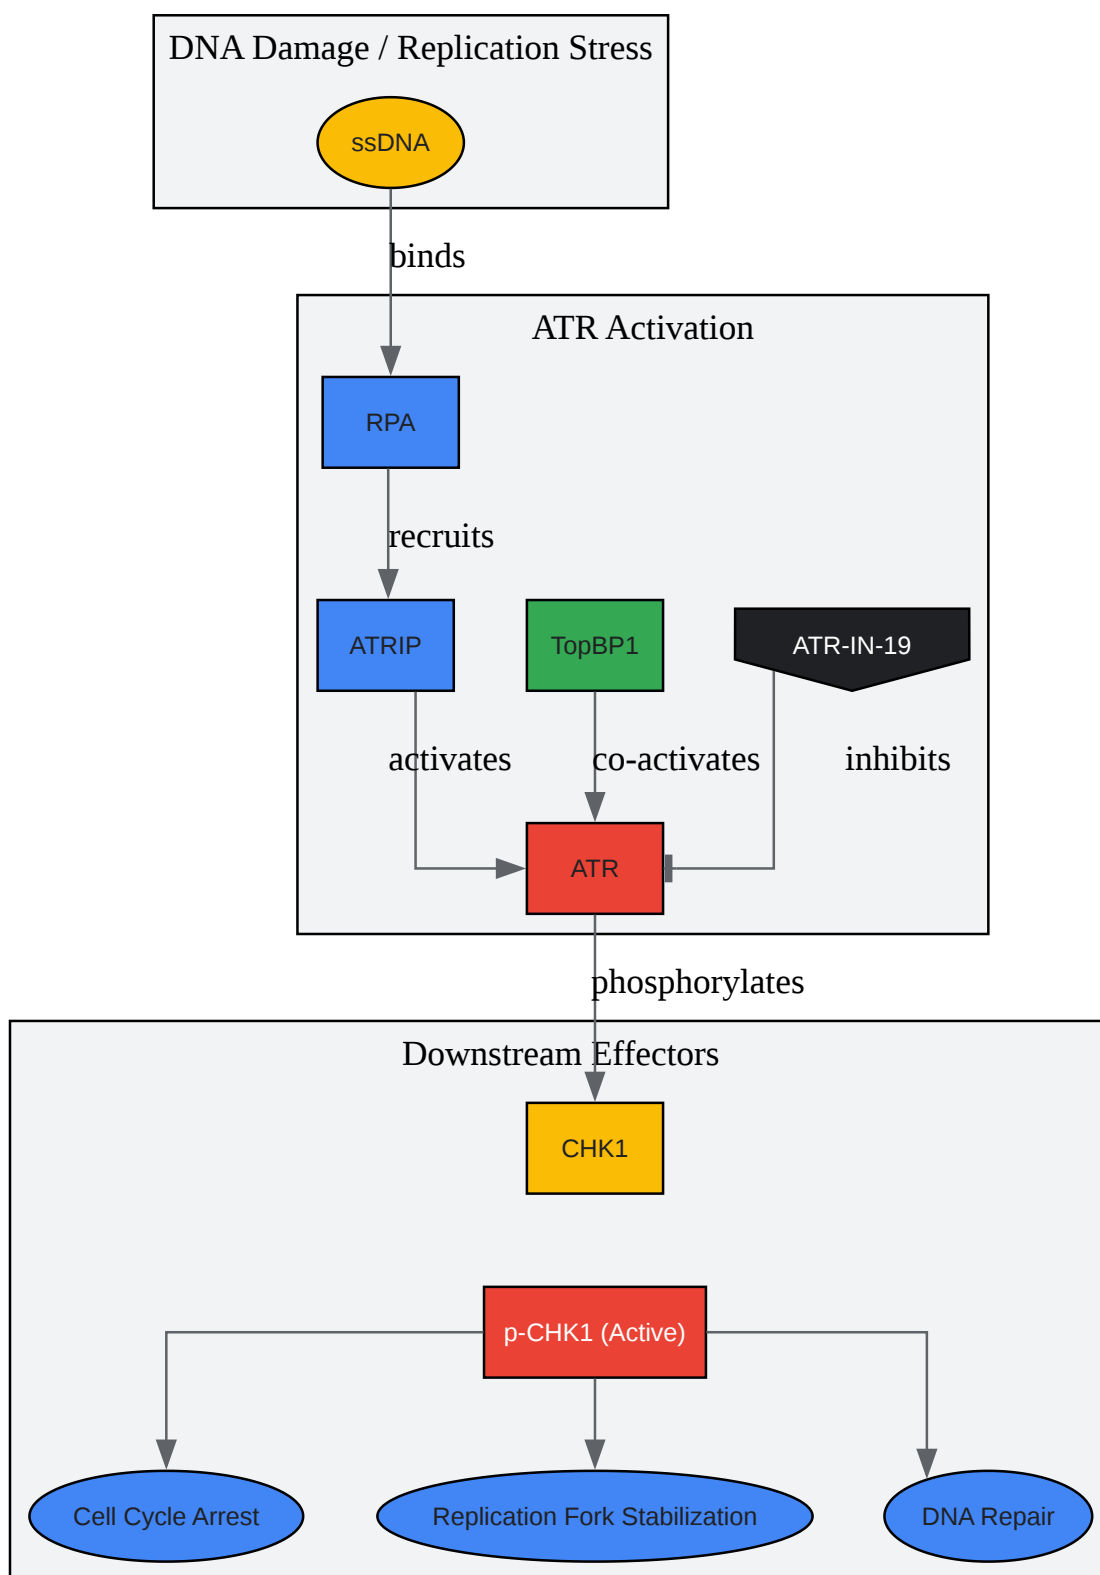 DNA Damage / Replication Stress
ssDNA
binds
ATR Activation
RPA
recruits
ATRIP
TopBP1
ATR-IN-19
activates
co-activates
inhibits
ATR
phosphorylates
Downstream Effectors
CHK1
p-CHK1 (Active)
Cell Cycle Arrest
Replication Fork Stabilization
DNA Repair